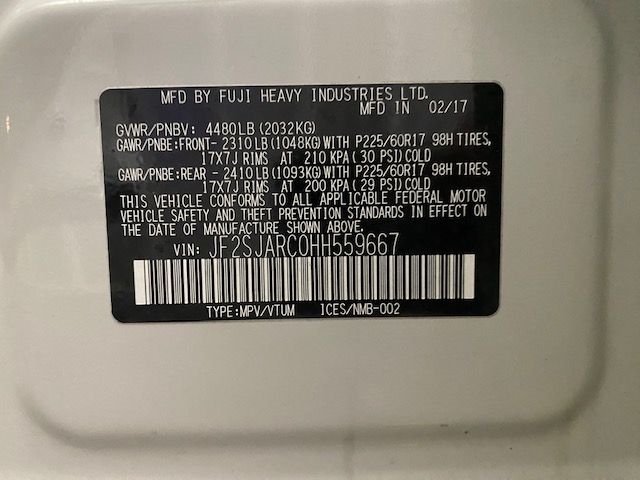 MFD BY FUJI HEAVY INDUSTRIES LTD.
MFD IN 02/17
GVWR/PNBV: 4480LB(2032KG)
GAWR/PNBE:FRONT-2310LB(1048KG)WITH P225/60R17 98H TIRES,
17X7J RIMS AT 210 KPA(30 PSI)COLD
GAWR/PNBE:REAR -2410LB(1093KG)WITH P225/60R17 98H TIRES,
17X7J RIMS AT 200 KPA(29 PSI)COLD
THIS VEHICLE CONFORMS TO ALL APPLICABLE FEDERAL MOTOR
VEHICLE SAFETY AND THEFT PREVENTION STANDARDS IN EFFECT ON
THE DATE OF MANUFACTURE SHOWN ABOVE.
VIN: JF2SJARC0HH559667
TYPE:MPV/VTUM ICES/NMB-002